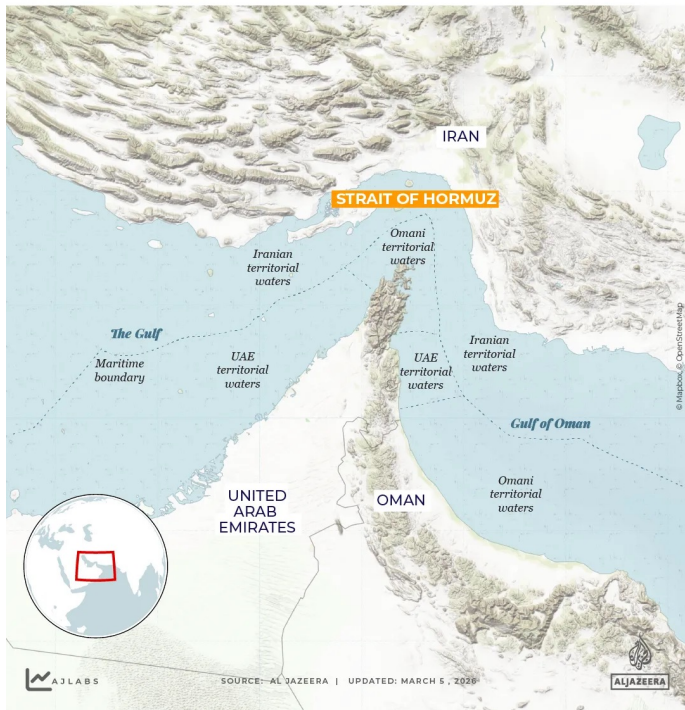 IRAN
STRAIT OF HORMUZ
Omani
territorial
waters
Iranian
territorial
waters
The Gulf
Maritime
boundary
UAE
territorial
waters
UAE
territorial
waters
Iranian
territorial
waters
Gulf of Oman
Omani
territorial
waters
UNITED
ARAB
EMIRATES
OMAN
© Mapbox, © OpenStreetMap
AJLABS
SOURCE: AL JAZEERA | UPDATED: MARCH 5 , 2026
ALJAZEERA